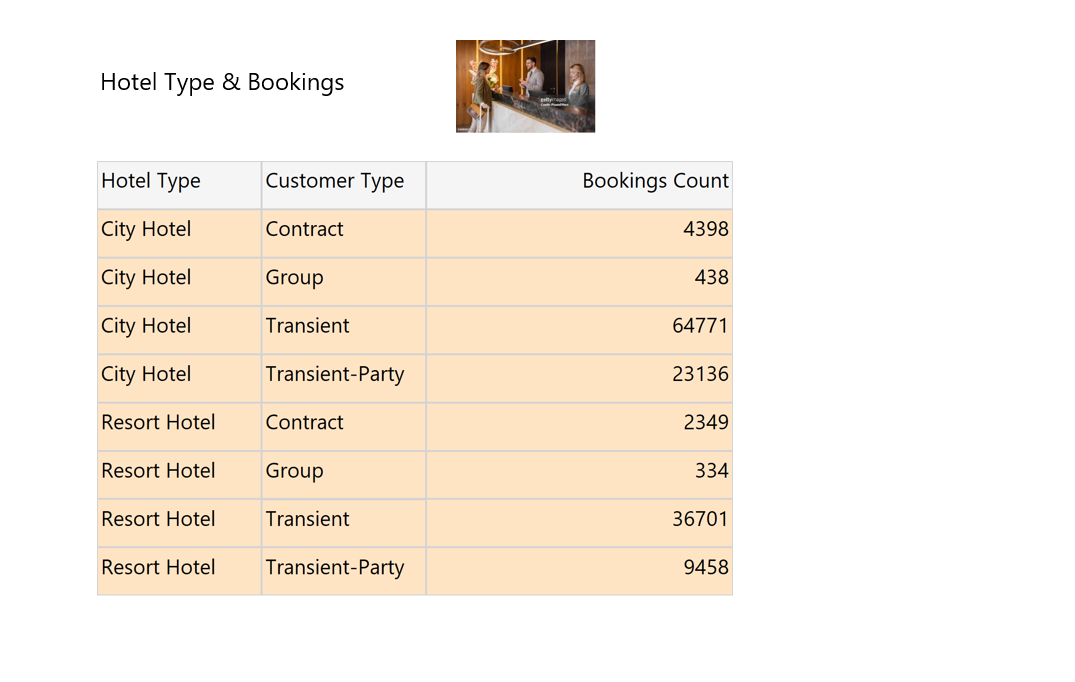 Hotel Type & Bookings
gettyimages
Hotel Type Customer Type Bookings Count
City Hotel Contract 4398
City Hotel Group 438
City Hotel Transient 64771
City Hotel Transient-Party 23136
Resort Hotel Contract 2349
Resort Hotel Group 334
Resort Hotel Transient 36701
Resort Hotel Transient-Party 9458